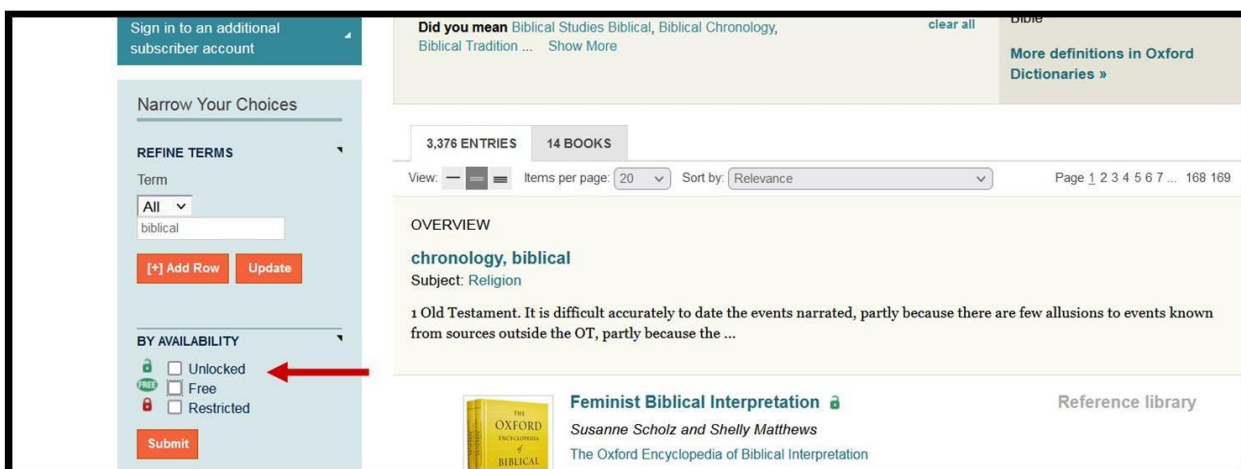 Sign in to an additional
subscriber account
Narrow Your Choices
REFINE TERMS
Term
All
biblical
[+] Add Row Update
BY AVAILABILITY
Unlocked
FREE Free
Restricted
Submit
Did you mean Biblical Studies Biblical, Biblical Chronology,
Biblical Tradition ... Show More
clear all
Bible
More definitions in Oxford
Dictionaries »
3,376 ENTRIES 14 BOOKS
View: Items per page: 20 Sort by: Relevance Page 1 2 3 4 5 6 7 ... 168 169
OVERVIEW
chronology, biblical
Subject: Religion
1 Old Testament. It is difficult accurately to date the events narrated, partly because there are few allusions to events known
from sources outside the OT, partly because the ...
THE
OXFORD
ENCYCLOPEDIA
of
BIBLICAL
Feminist Biblical Interpretation
Susanne Scholz and Shelly Matthews
The Oxford Encyclopedia of Biblical Interpretation
Reference library